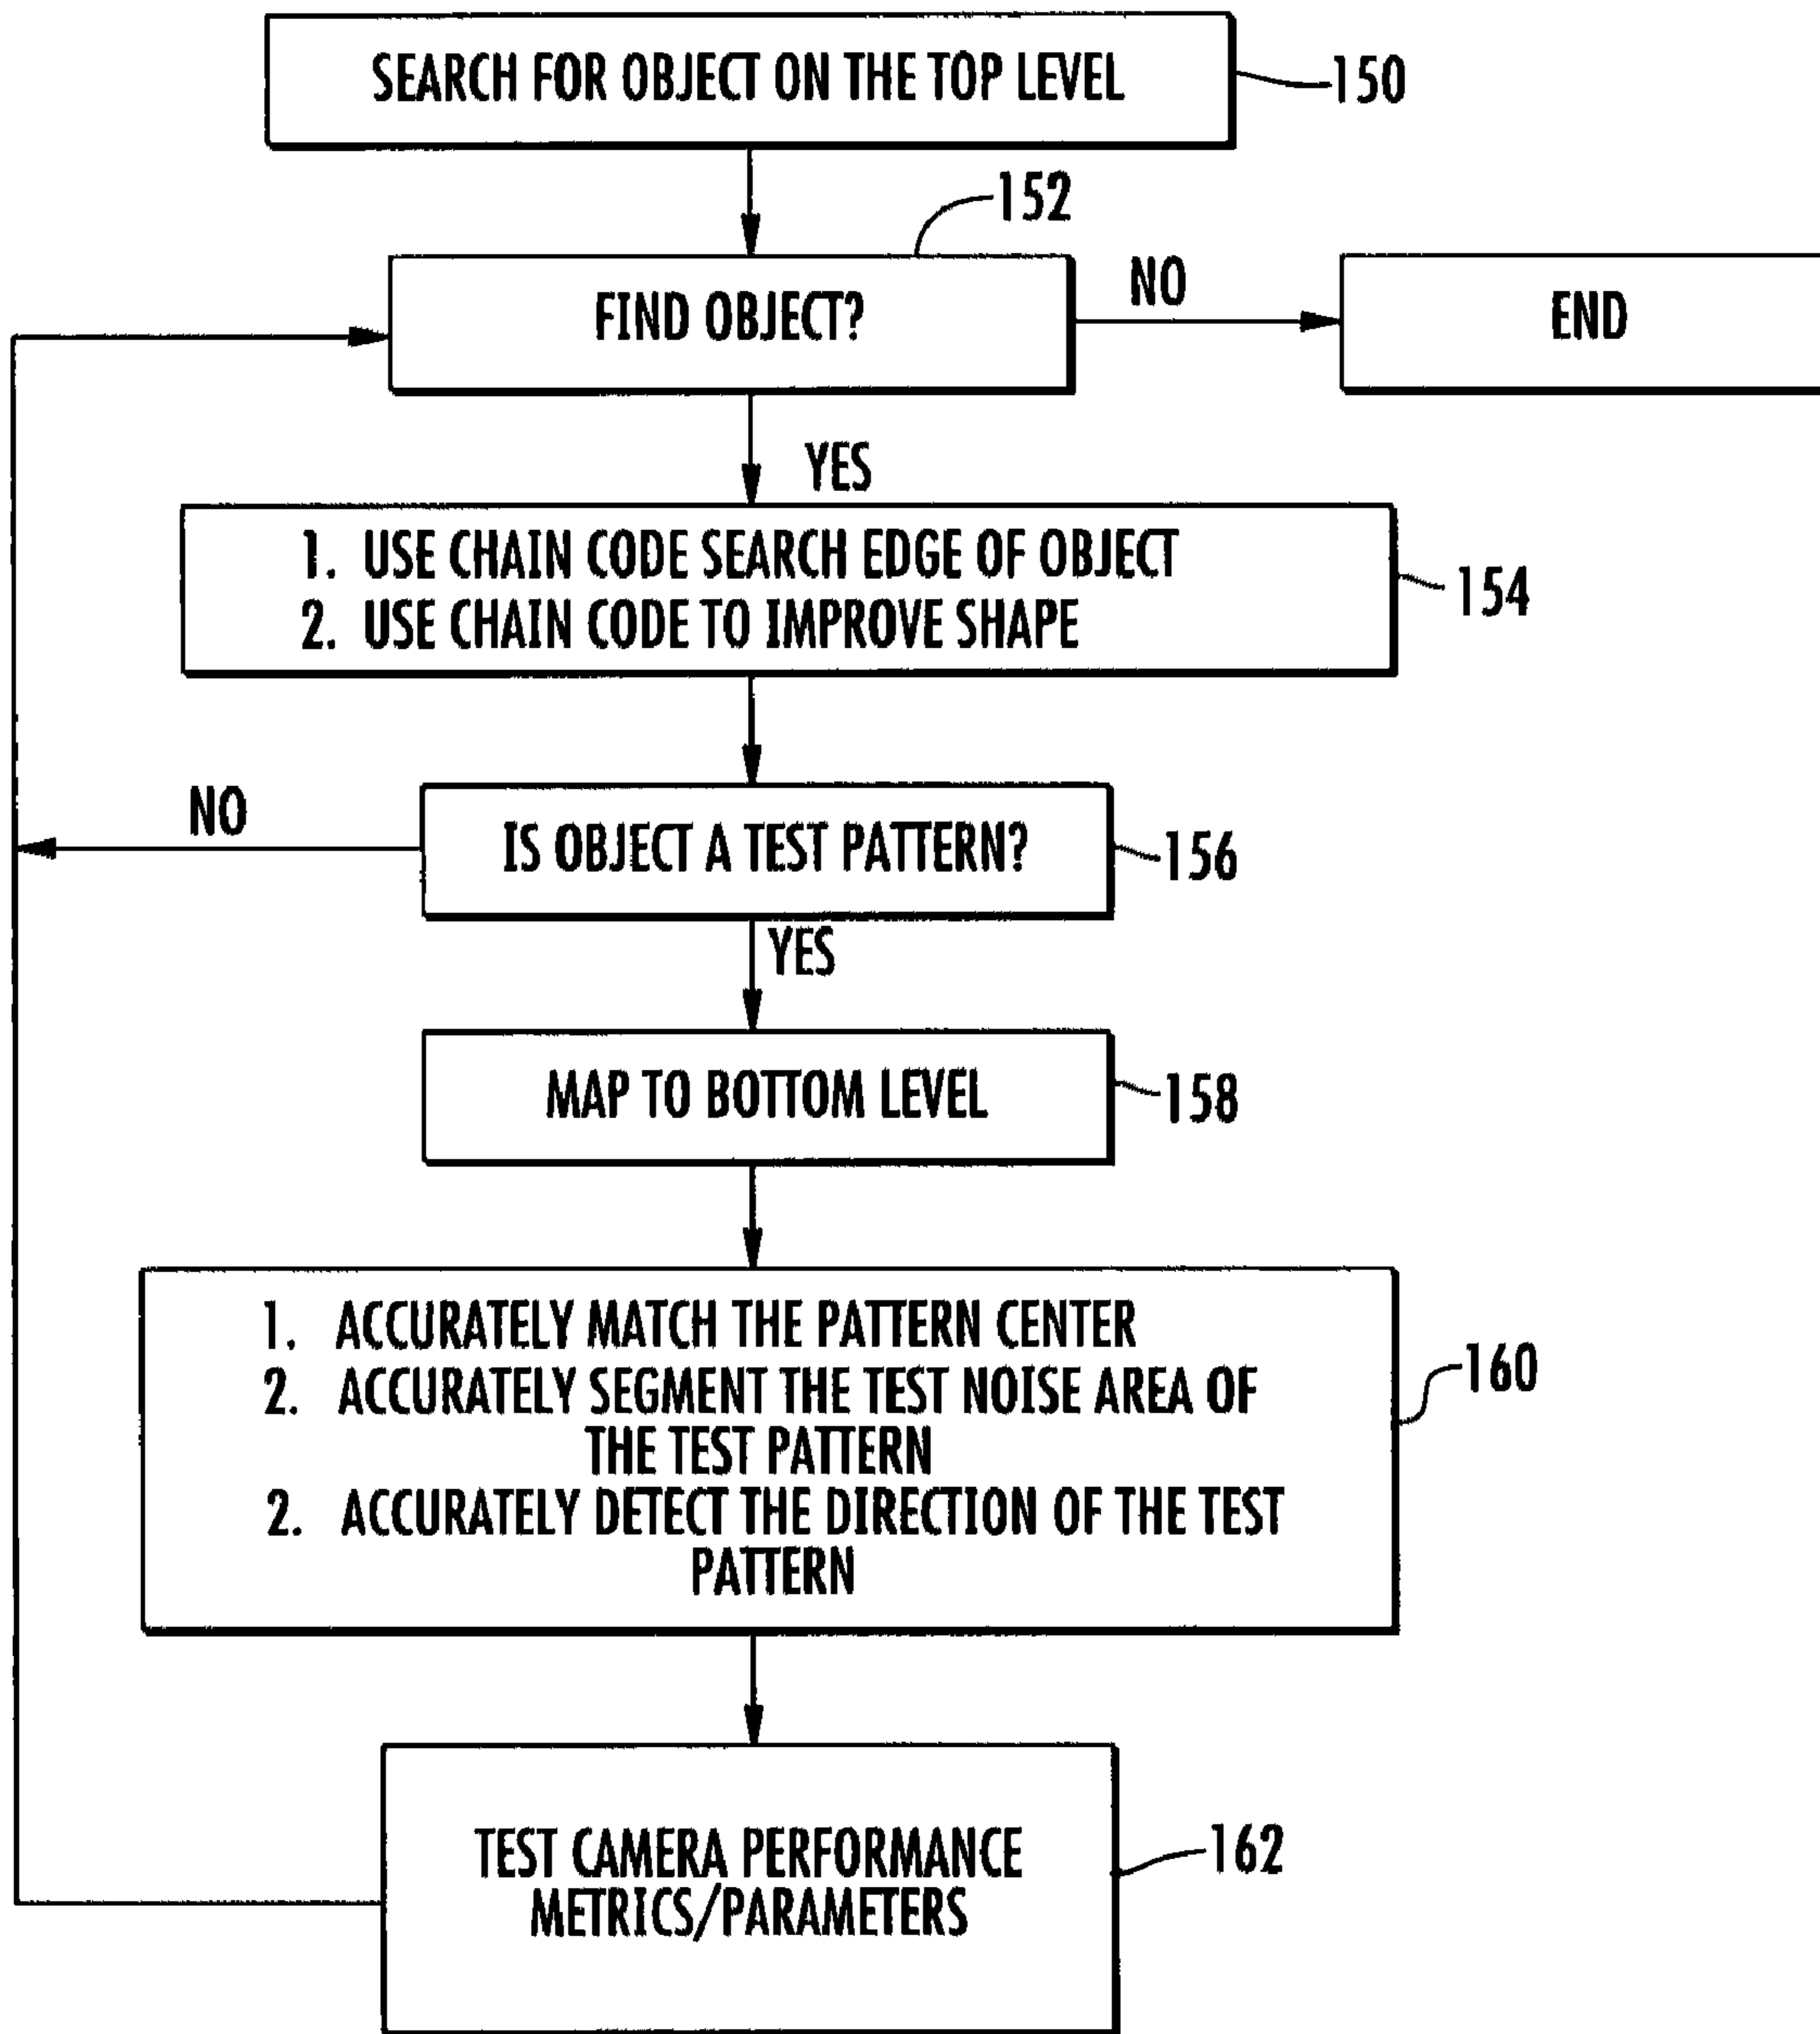 SEARCH FOR OBJECT ON THE TOP LEVEL
150
152
FIND OBJECT?
NO
END
YES
1. USE CHAIN CODE SEARCH EDGE OF OBJECT
2. USE CHAIN CODE TO IMPROVE SHAPE
154
NO
IS OBJECT A TEST PATTERN?
156
YES
MAP TO BOTTOM LEVEL
158
1. ACCURATELY MATCH THE PATTERN CENTER
2. ACCURATELY SEGMENT THE TEST NOISE AREA OF
THE TEST PATTERN
2. ACCURATELY DETECT THE DIRECTION OF THE TEST
PATTERN
160
TEST CAMERA PERFORMANCE
METRICS/PARAMETERS
162